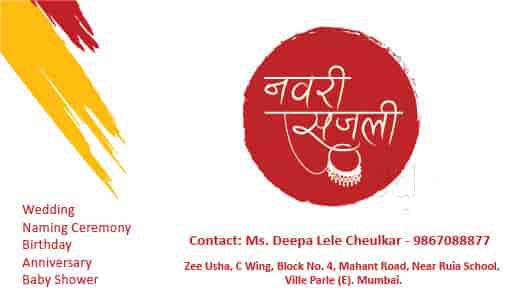 नवरी
सजली
Wedding
Naming Ceremony
Birthday
Anniversary
Baby Shower
Contact: Ms. Deepa Lele Cheulkar - 9867088877
Zee Usha, C Wing, Block No. 4, Mahant Road, Near Ruia School,
Ville Parle (E). Mumbai.